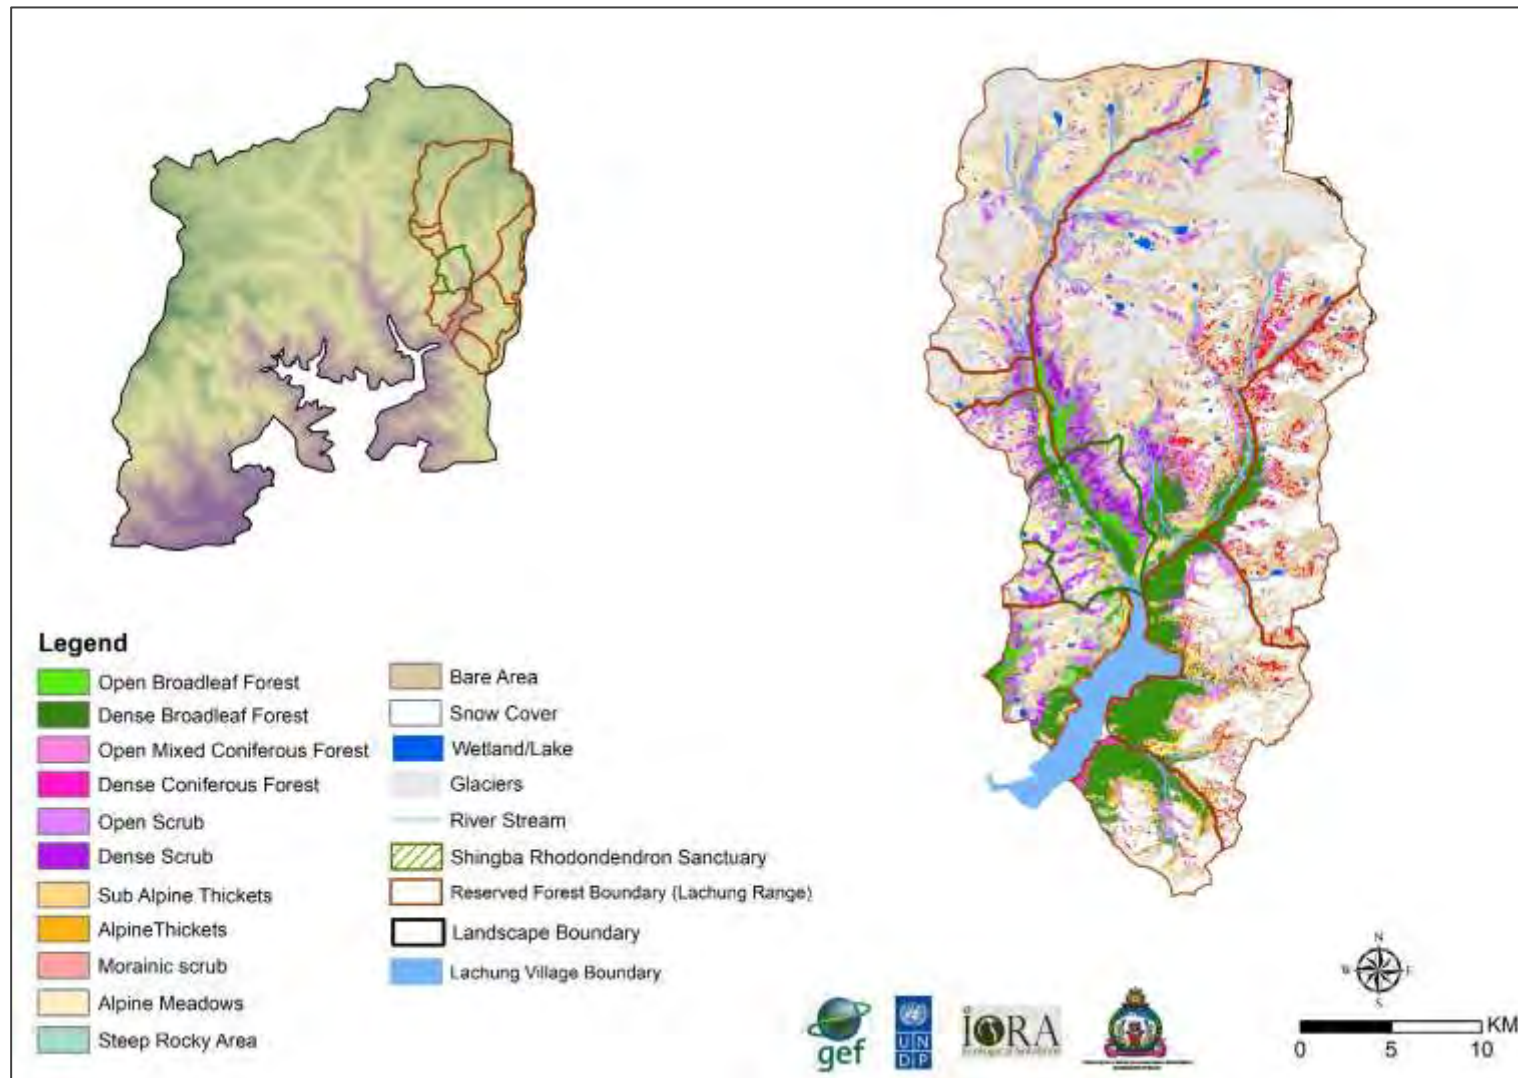 Legend
Open Broadleaf Forest
Dense Broadleaf Forest
Open Mixed Coniferous Forest
Dense Coniferous Forest
Open Scrub
Dense Scrub
Sub Alpine Thickets
AlpineThickets
Morainic scrub
Alpine Meadows
Steep Rocky Area
Bare Area
Snow Cover
Wetland/Lake
Glaciers
River Stream
Shingba Rhodondendron Sanctuary
Reserved Forest Boundary (Lachung Range)
Landscape Boundary
Lachung Village Boundary
gef
U N
D P
iORA
Ecological Solutions
N
W E
S
KM
0 5 10